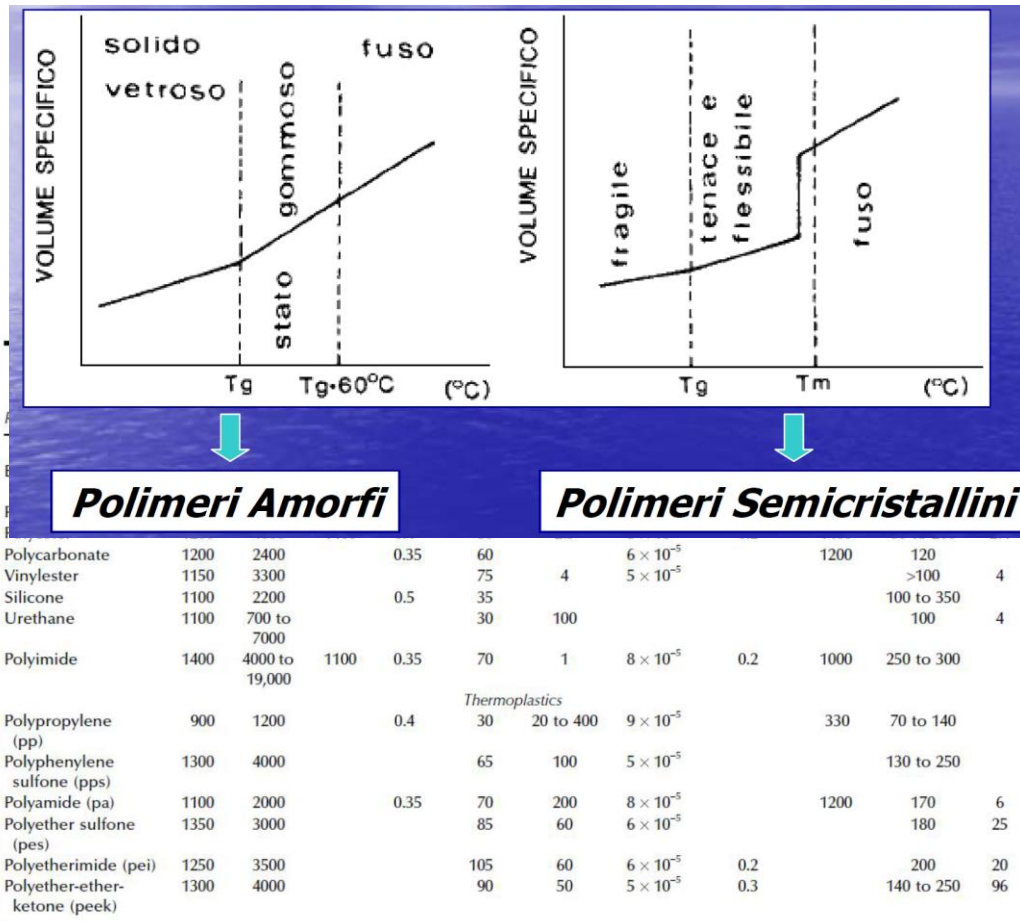 VOLUME SPECIFICO
solido
vetroso
stato gommoso
fuso
Tg
Tg•60°C
(°C)
VOLUME SPECIFICO
fragile
tenace e
flessibile
fuso
Tg
Tm
(°C)
Polimeri Amorfi
Polimeri Semicristallini
Polycarbonate 1200 2400 0.35 60 6 × 10⁻⁵ 1200 120
Vinylester 1150 3300 75 4 5 × 10⁻⁵ >100 4
Silicone 1100 2200 0.5 35 100 to 350
Urethane 1100 700 to 30 100 100 4
7000
Polyimide 1400 4000 to 1100 0.35 70 1 8 × 10⁻⁵ 0.2 1000 250 to 300
19,000
Thermoplastics
Polypropylene 900 1200 0.4 30 20 to 400 9 × 10⁻⁵ 330 70 to 140
(pp)
Polyphenylene 1300 4000 65 100 5 × 10⁻⁵ 130 to 250
sulfone (pps)
Polyamide (pa) 1100 2000 0.35 70 200 8 × 10⁻⁵ 1200 170 6
Polyether sulfone 1350 3000 85 60 6 × 10⁻⁵ 180 25
(pes)
Polyetherimide (pei) 1250 3500 105 60 6 × 10⁻⁵ 0.2 200 20
Polyether-ether- 1300 4000 90 50 5 × 10⁻⁵ 0.3 140 to 250 96
ketone (peek)